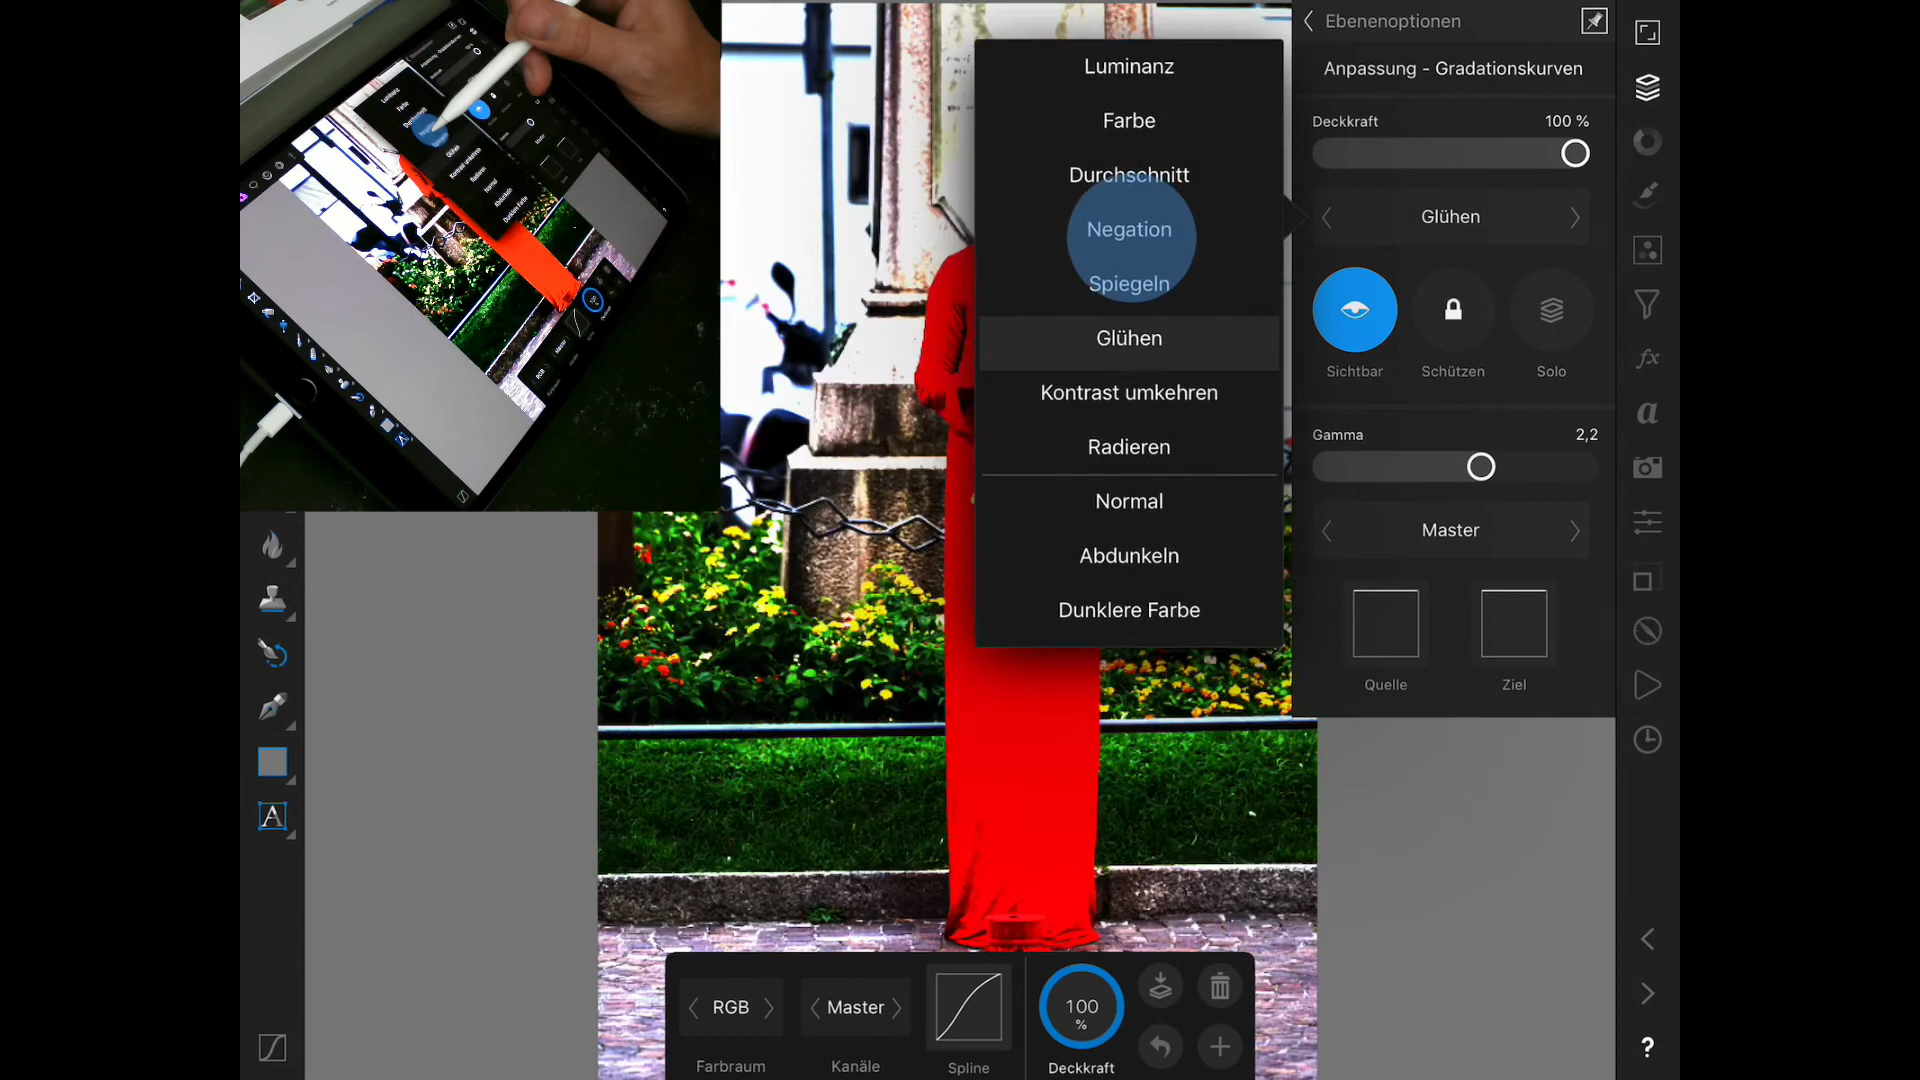 Ebenenoptionen
Anpassung - Gradationskurven
Deckkraft
100 %
Glühen
Sichtbar
Schützen
Solo
Gamma
2,2
Master
Quelle
Ziel
Luminanz
Farbe
Durchschnitt
Negation
Spiegeln
Glühen
Kontrast umkehren
Radieren
Normal
Abdunkeln
Dunklere Farbe
fx
a
A
RGB
Master
100
%
Farbraum
Kanäle
Spline
Deckkraft
?